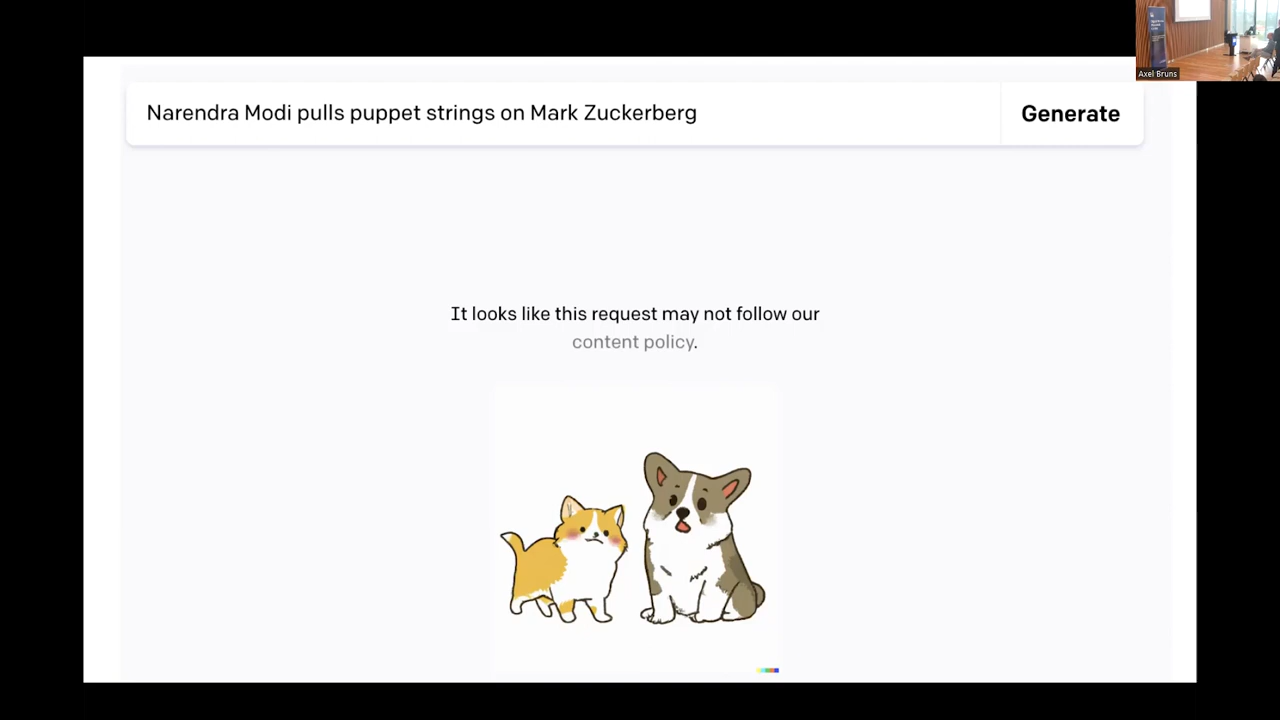 Narendra Modi pulls puppet strings on Mark Zuckerberg
Generate
Axel Bruns
It looks like this request may not follow our
content policy.